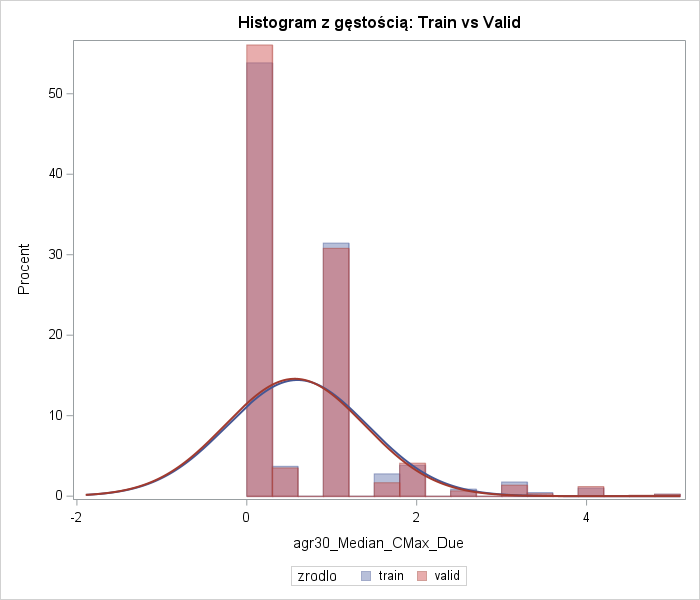 Histogram z gęstością: Train vs Valid
50
40
30
20
10
0
Procent
-2
0
2
4
agr30_Median_CMax_Due
zrodlo train valid